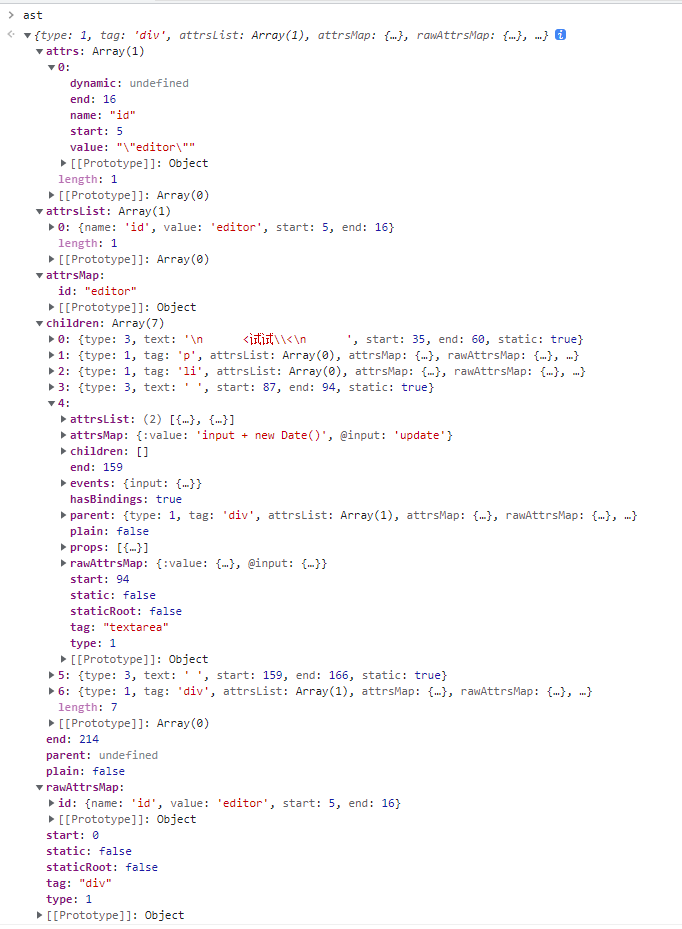 ast
{type: 1, tag: 'div', attrsList: Array(1), attrsMap: {…}, rawAttrsMap: {…}, …}
attrs: Array(1)
0:
dynamic: undefined
end: 16
name: "id"
start: 5
value: "\"editor\""
[[Prototype]]: Object
length: 1
[[Prototype]]: Array(0)
attrsList: Array(1)
0: {name: 'id', value: 'editor', start: 5, end: 16}
length: 1
[[Prototype]]: Array(0)
attrsMap:
id: "editor"
[[Prototype]]: Object
children: Array(7)
0: {type: 3, text: '\n      <试试\\<\n      ', start: 35, end: 60, static: true}
1: {type: 1, tag: 'p', attrsList: Array(0), attrsMap: {…}, rawAttrsMap: {…}, …}
2: {type: 1, tag: 'li', attrsList: Array(0), attrsMap: {…}, rawAttrsMap: {…}, …}
3: {type: 3, text: ' ', start: 87, end: 94, static: true}
4:
attrsList: (2) [{…}, {…}]
attrsMap: {:value: 'input + new Date()', @input: 'update'}
children: []
end: 159
events: {input: {…}}
hasBindings: true
parent: {type: 1, tag: 'div', attrsList: Array(1), attrsMap: {…}, rawAttrsMap: {…}, …}
plain: false
props: [{…}]
rawAttrsMap: {:value: {…}, @input: {…}}
start: 94
static: false
staticRoot: false
tag: "textarea"
type: 1
[[Prototype]]: Object
5: {type: 3, text: ' ', start: 159, end: 166, static: true}
6: {type: 1, tag: 'div', attrsList: Array(1), attrsMap: {…}, rawAttrsMap: {…}, …}
length: 7
[[Prototype]]: Array(0)
end: 214
parent: undefined
plain: false
rawAttrsMap:
id: {name: 'id', value: 'editor', start: 5, end: 16}
[[Prototype]]: Object
start: 0
static: false
staticRoot: false
tag: "div"
type: 1
[[Prototype]]: Object